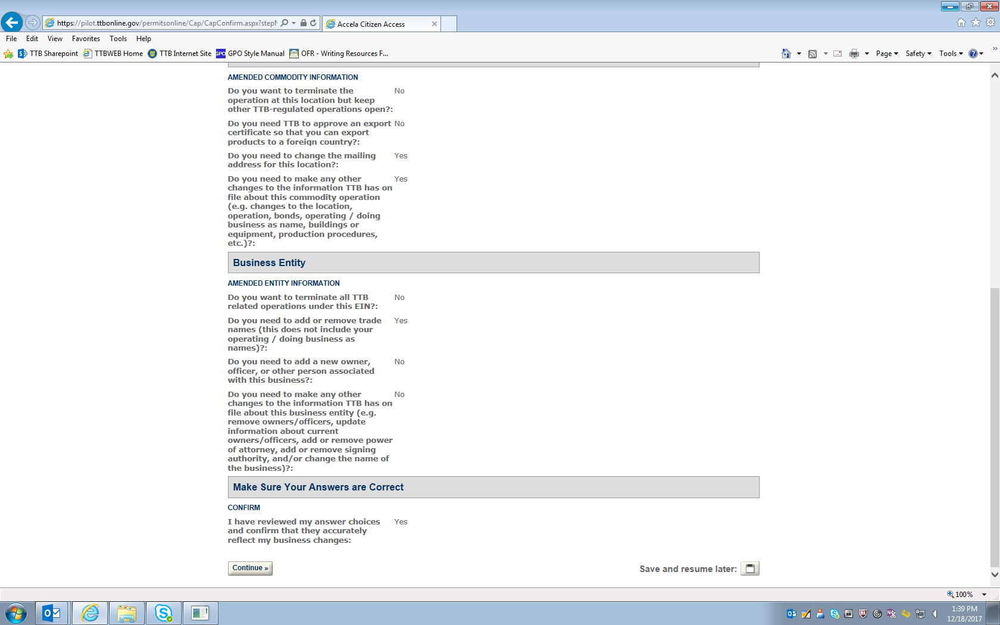 https://pilot.ttbonline.gov/permitsonline/Cap/CapConfirm.aspx?stepN
Accela Citizen Access
File Edit View Favorites Tools Help
TTB Sharepoint TTBWEB Home TTB Internet Site GPO GPO Style Manual OFR - Writing Resources F... Page Safety Tools
AMENDED COMMODITY INFORMATION
Do you want to terminate the No
operation at this location but keep
other TTB-regulated operations open?:
Do you need TTB to approve an export No
certificate so that you can export
products to a foreign country?:
Do you need to change the mailing Yes
address for this location?:
Do you need to make any other Yes
changes to the information TTB has on
file about this commodity operation
(e.g. changes to the location,
operation, bonds, operating / doing
business as name, buildings or
equipment, production procedures,
etc.)?:
Business Entity
AMENDED ENTITY INFORMATION
Do you want to terminate all TTB No
related operations under this EIN?:
Do you need to add or remove trade Yes
names (this does not include your
operating / doing business as
names)?:
Do you need to add a new owner, No
officer, or other person associated
with this business?:
Do you need to make any other No
changes to the information TTB has on
file about this business entity (e.g.
remove owners/officers, update
information about current
owners/officers, add or remove power
of attorney, add or remove signing
authority, and/or change the name of
the business)?:
Make Sure Your Answers are Correct
CONFIRM
I have reviewed my answer choices Yes
and confirm that they accurately
reflect my business changes:
Continue »
Save and resume later:
100%
1:39 PM
12/18/2017